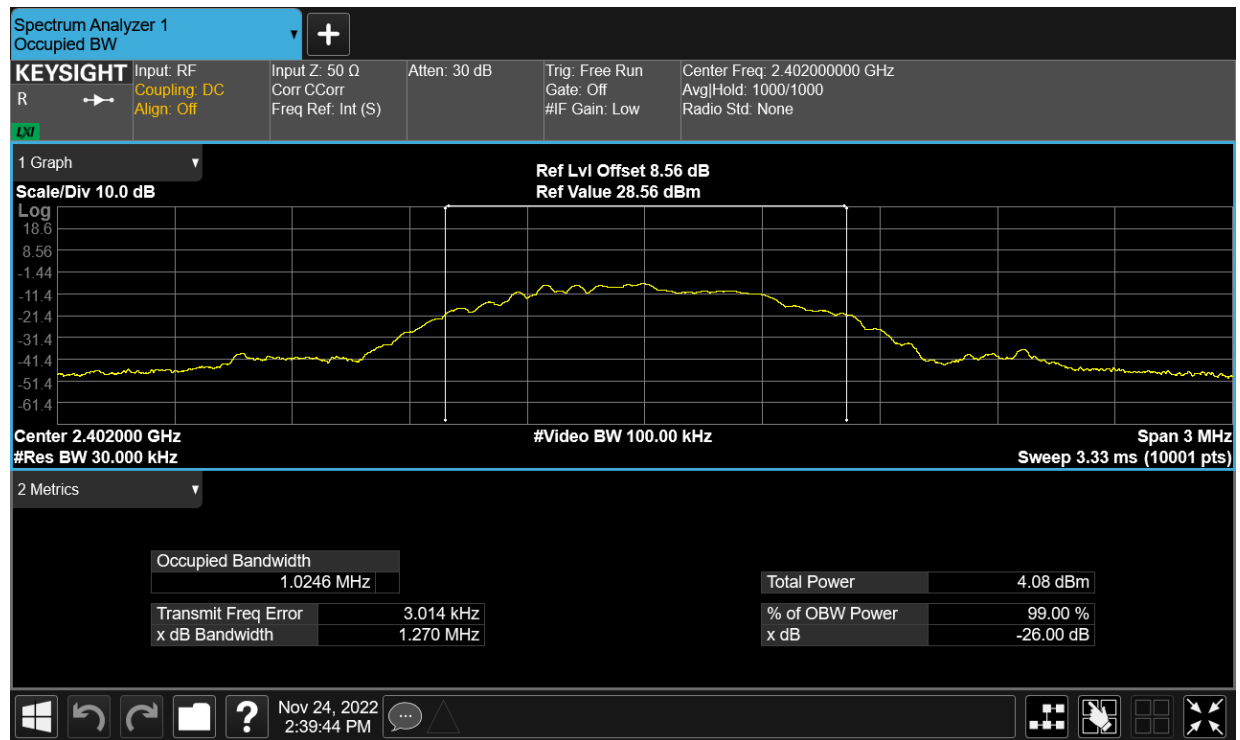 Spectrum Analyzer 1
Occupied BW
KEYSIGHT
R
LXI
Input: RF
Coupling: DC
Align: Off
Input Z: 50 Ω
Corr CCorr
Freq Ref: Int (S)
Atten: 30 dB
Trig: Free Run
Gate: Off
#IF Gain: Low
Center Freq: 2.402000000 GHz
Avg|Hold: 1000/1000
Radio Std: None
1 Graph
Scale/Div 10.0 dB
Ref Lvl Offset 8.56 dB
Ref Value 28.56 dBm
Log
18.6
8.56
-1.44
-11.4
-21.4
-31.4
-41.4
-51.4
-61.4
Center 2.402000 GHz
#Video BW 100.00 kHz
Span 3 MHz
#Res BW 30.000 kHz
Sweep 3.33 ms (10001 pts)
2 Metrics
Occupied Bandwidth
1.0246 MHz
Total Power 4.08 dBm
Transmit Freq Error 3.014 kHz
% of OBW Power 99.00 %
x dB Bandwidth 1.270 MHz
x dB -26.00 dB
?
Nov 24, 2022
2:39:44 PM